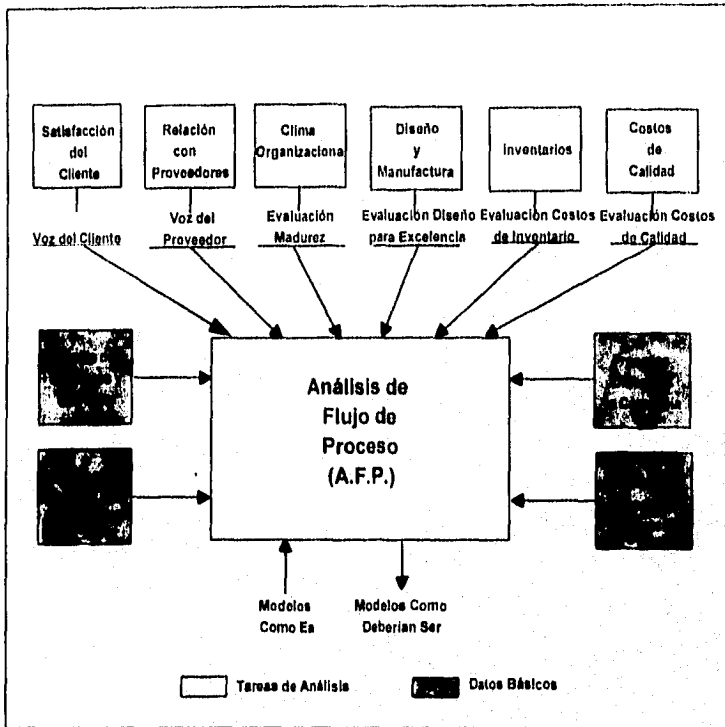 Satisfacción
del
Cliente
Relación
con
Proveedores
Clima
Organizaciona
Diseño
y
Manufactura
Inventarios
Costos
de
Calidad
Voz del Cliente
Voz del
Proveedor
Evaluación
Madurez
Evaluación Diseño
para Excelencia
Evaluación Costos
de Inventario
Evaluación Costos
de Calidad
Análisis de
Flujo de
Proceso
(A.F.P.)
Modelos
Como Es
Modelos Como
Deberían Ser
Tareas de Análisis
Datos Básicos